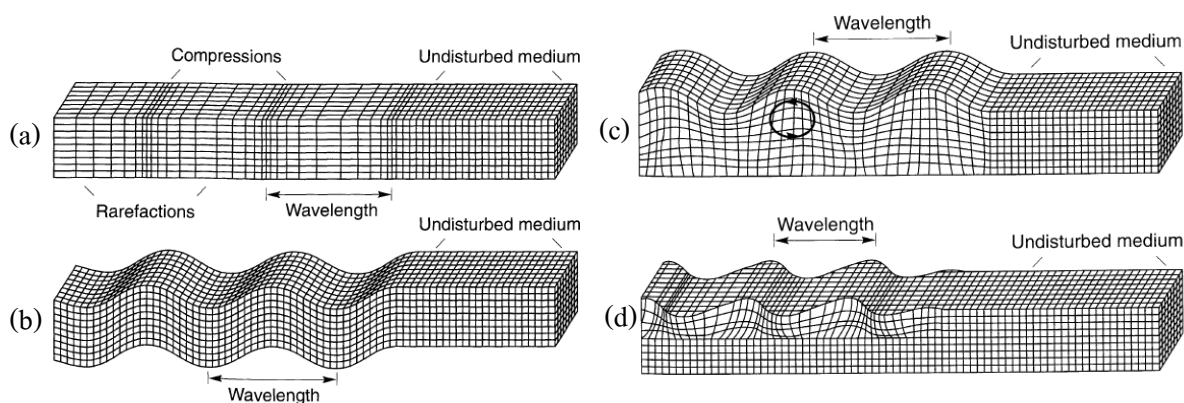 (a)
Compressions
Undisturbed medium
Rarefactions
Wavelength
(b)
Undisturbed medium
Wavelength
(c)
Wavelength
Undisturbed medium
(d)
Wavelength
Undisturbed medium